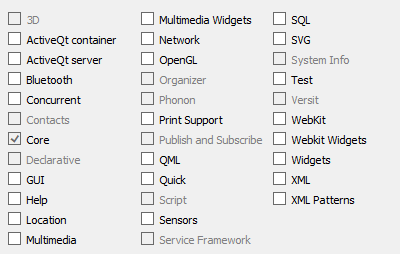 3D
ActiveQt container
ActiveQt server
Bluetooth
Concurrent
Contacts
Core
Declarative
GUI
Help
Location
Multimedia
Multimedia Widgets
Network
OpenGL
Organizer
Phonon
Print Support
Publish and Subscribe
QML
Quick
Script
Sensors
Service Framework
SQL
SVG
System Info
Test
Versit
WebKit
Webkit Widgets
Widgets
XML
XML Patterns